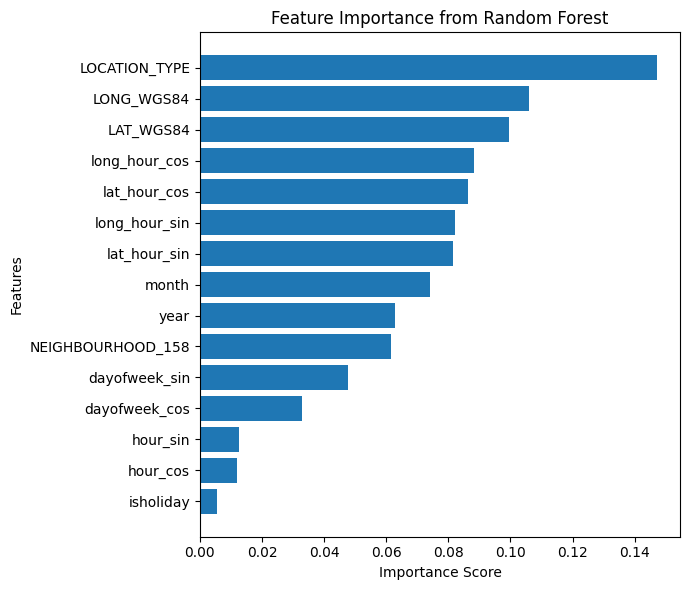 Feature Importance from Random Forest
Features
LOCATION_TYPE
LONG_WGS84
LAT_WGS84
long_hour_cos
lat_hour_cos
long_hour_sin
lat_hour_sin
month
year
NEIGHBOURHOOD_158
dayofweek_sin
dayofweek_cos
hour_sin
hour_cos
isholiday
0.00 0.02 0.04 0.06 0.08 0.10 0.12 0.14
Importance Score